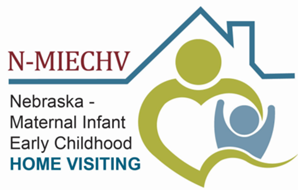 N-MIECHV
Nebraska -
Maternal Infant
Early Childhood
HOME VISITING